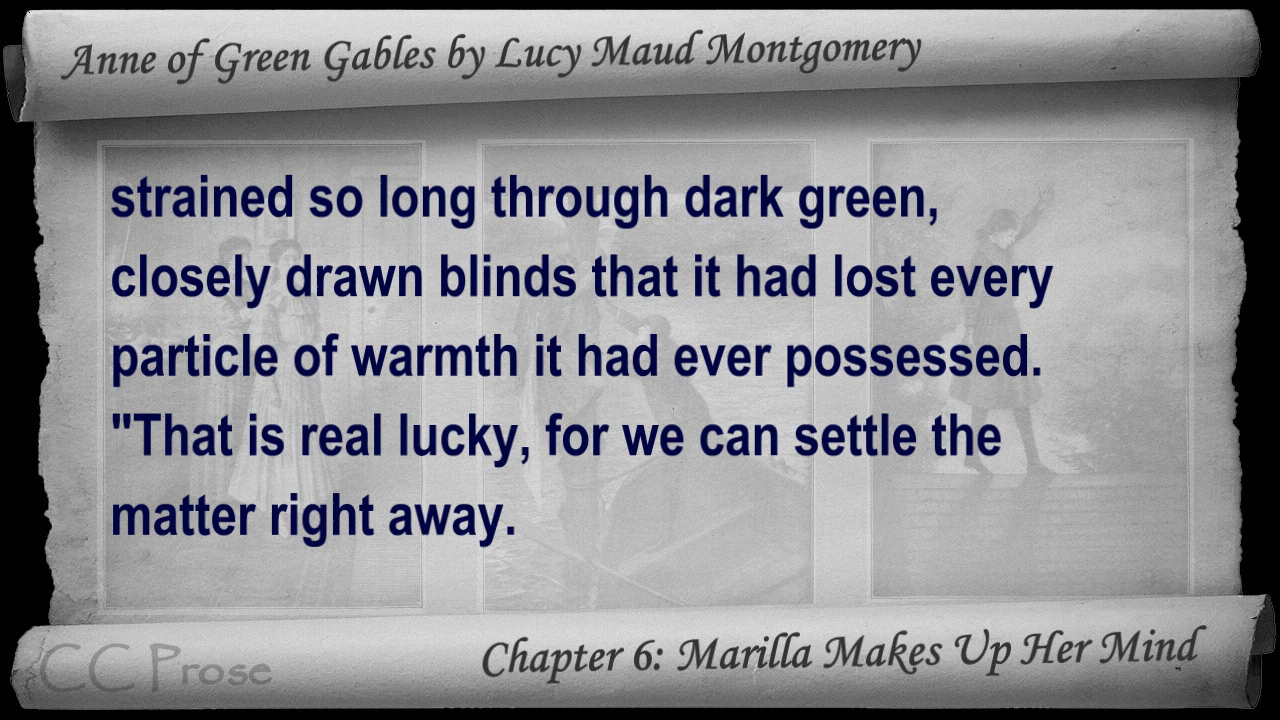 Anne of Green Gables by Lucy Maud Montgomery
strained so long through dark green,
closely drawn blinds that it had lost every
particle of warmth it had ever possessed.
"That is real lucky, for we can settle the
matter right away.
CC Prose
Chapter 6: Marilla Makes Up Her Mind